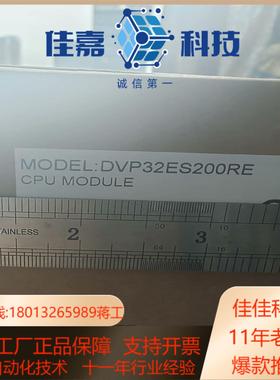 佳嘉 科技
诚信第一
MODEL:DVP32ES200RE
CPU MODULE
STAINLESS
2 3
64
线:18013265989蒋工
佳佳科
工厂正品保障 支持开票
11年老
动化技术 十一年行业经验
爆款抢